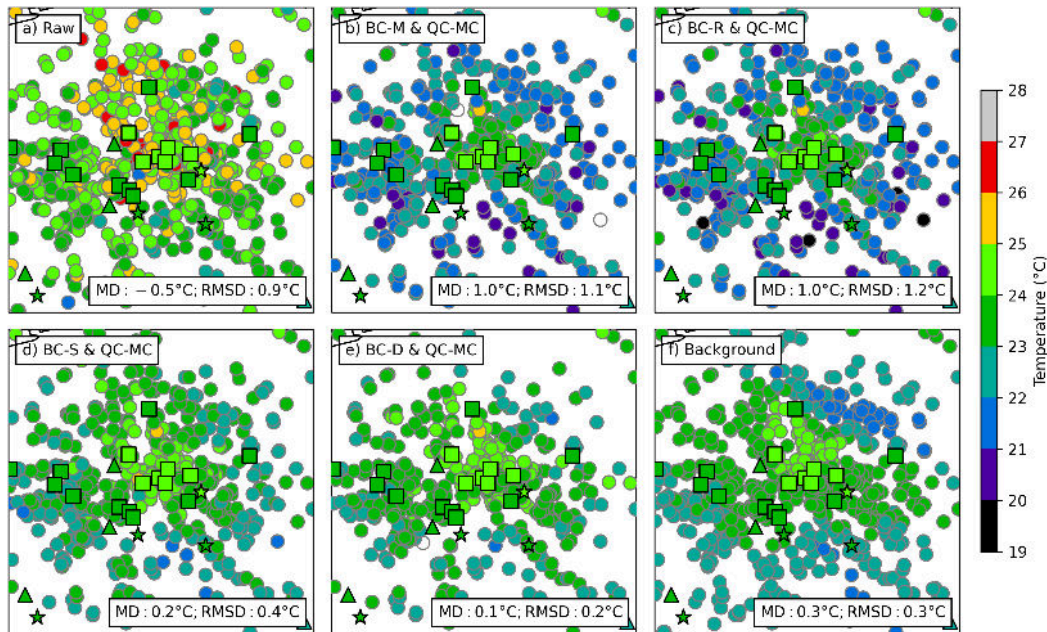 a) Raw
b) BC-M & QC-MC
c) BC-R & QC-MC
MD : −0.5°C; RMSD : 0.9°C
MD : 1.0°C; RMSD : 1.1°C
MD : 1.0°C; RMSD : 1.2°C
d) BC-S & QC-MC
e) BC-D & QC-MC
f) Background
MD : 0.2°C; RMSD : 0.4°C
MD : 0.1°C; RMSD : 0.2°C
MD : 0.3°C; RMSD : 0.3°C
28
27
26
25
24
23
22
21
20
19
Temperature (°C)